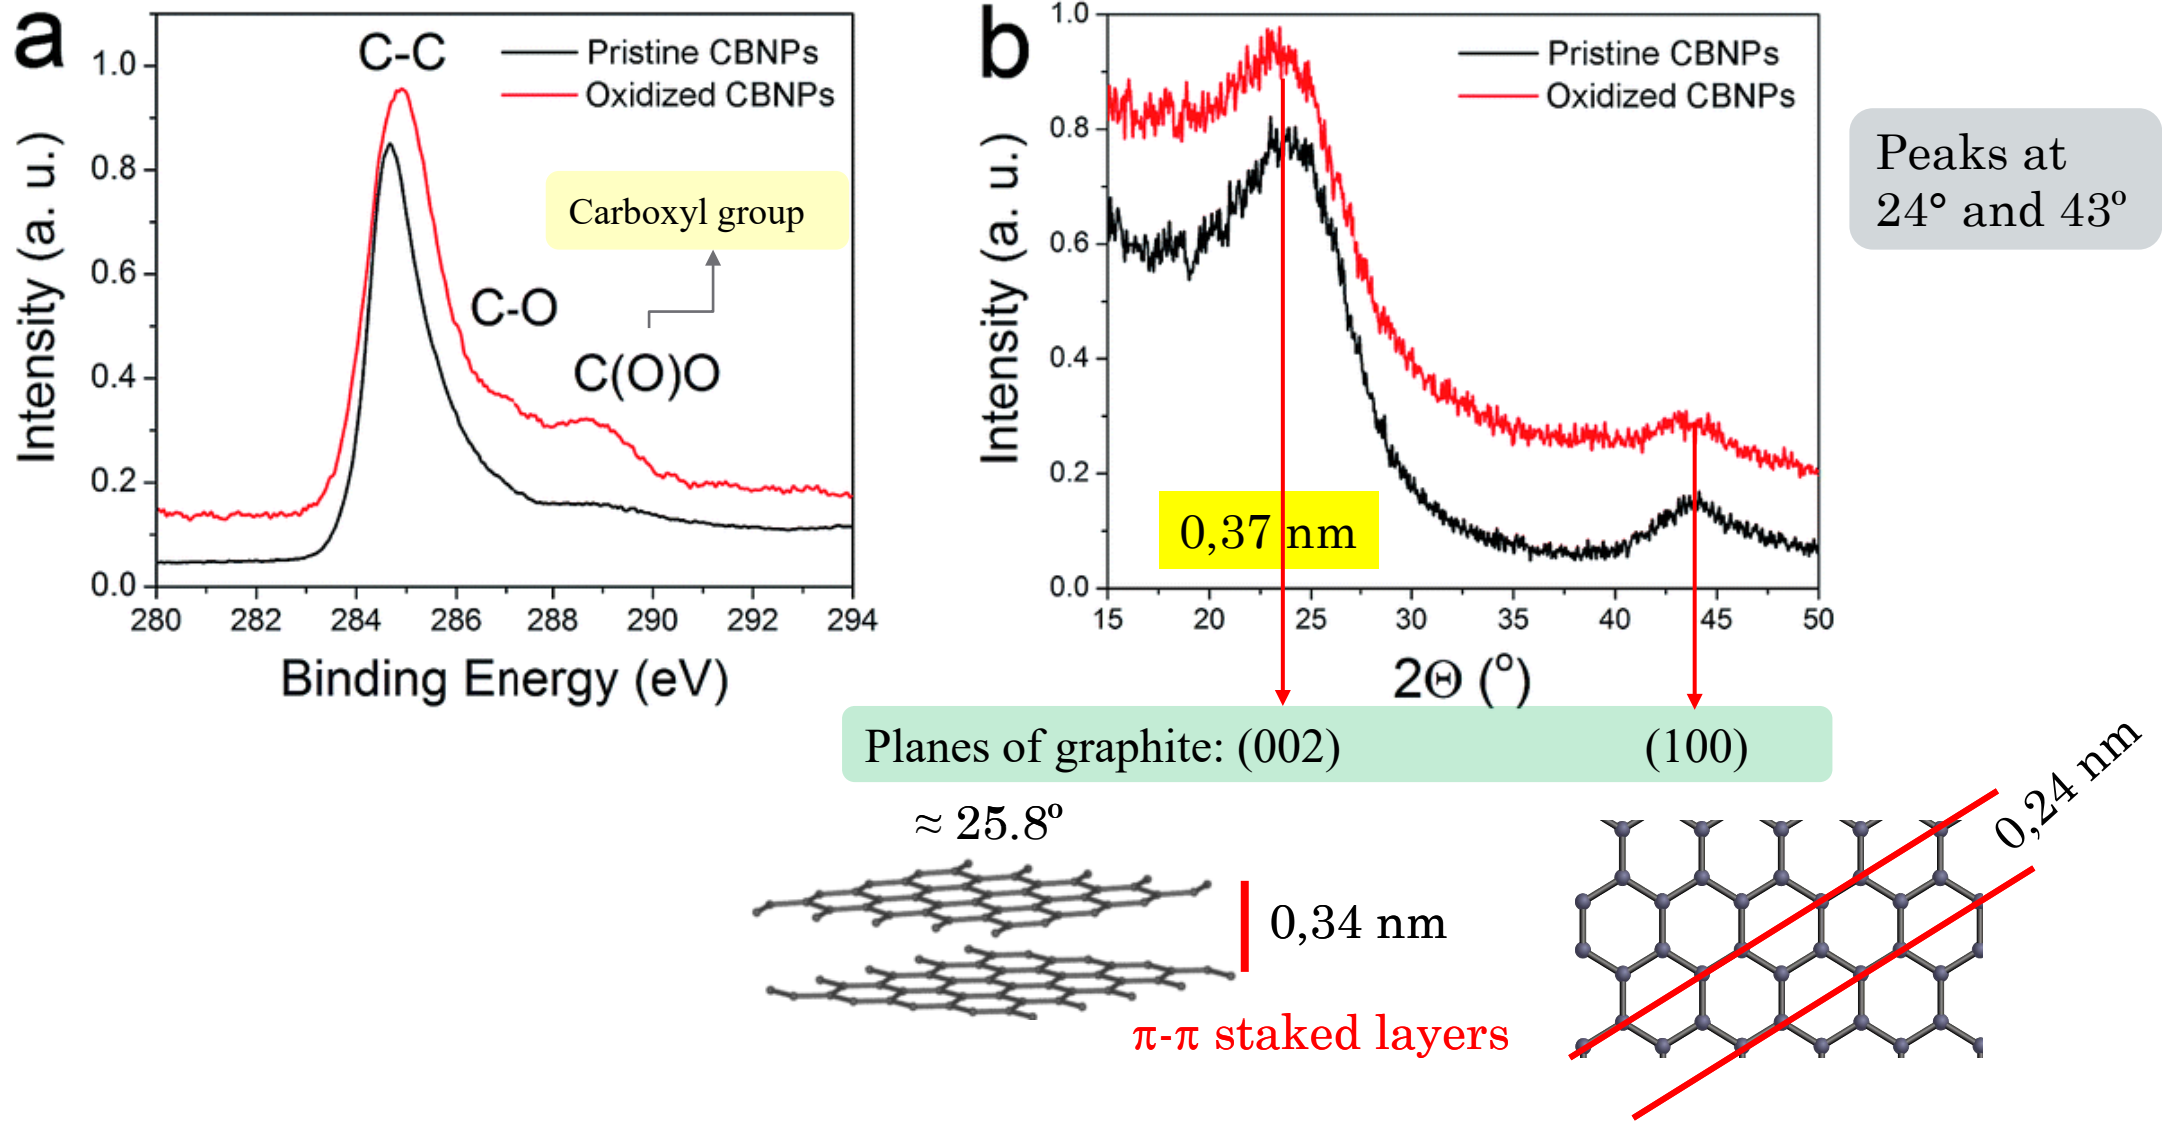 a
C-C
Pristine CBNPs
Oxidized CBNPs
Carboxyl group
C-O
C(O)O
1.0
0.8
0.6
0.4
0.2
0.0
Intensity (a. u.)
280 282 284 286 288 290 292 294
Binding Energy (eV)
b
Pristine CBNPs
Oxidized CBNPs
1.0
0.8
0.6
0.4
0.2
0.0
Intensity (a. u.)
0,37 nm
15 20 25 30 35 40 45 50
2Θ (°)
Peaks at
24° and 43º
Planes of graphite: (002) (100)
≈ 25.8º
0,34 nm
π-π staked layers
0,24 nm